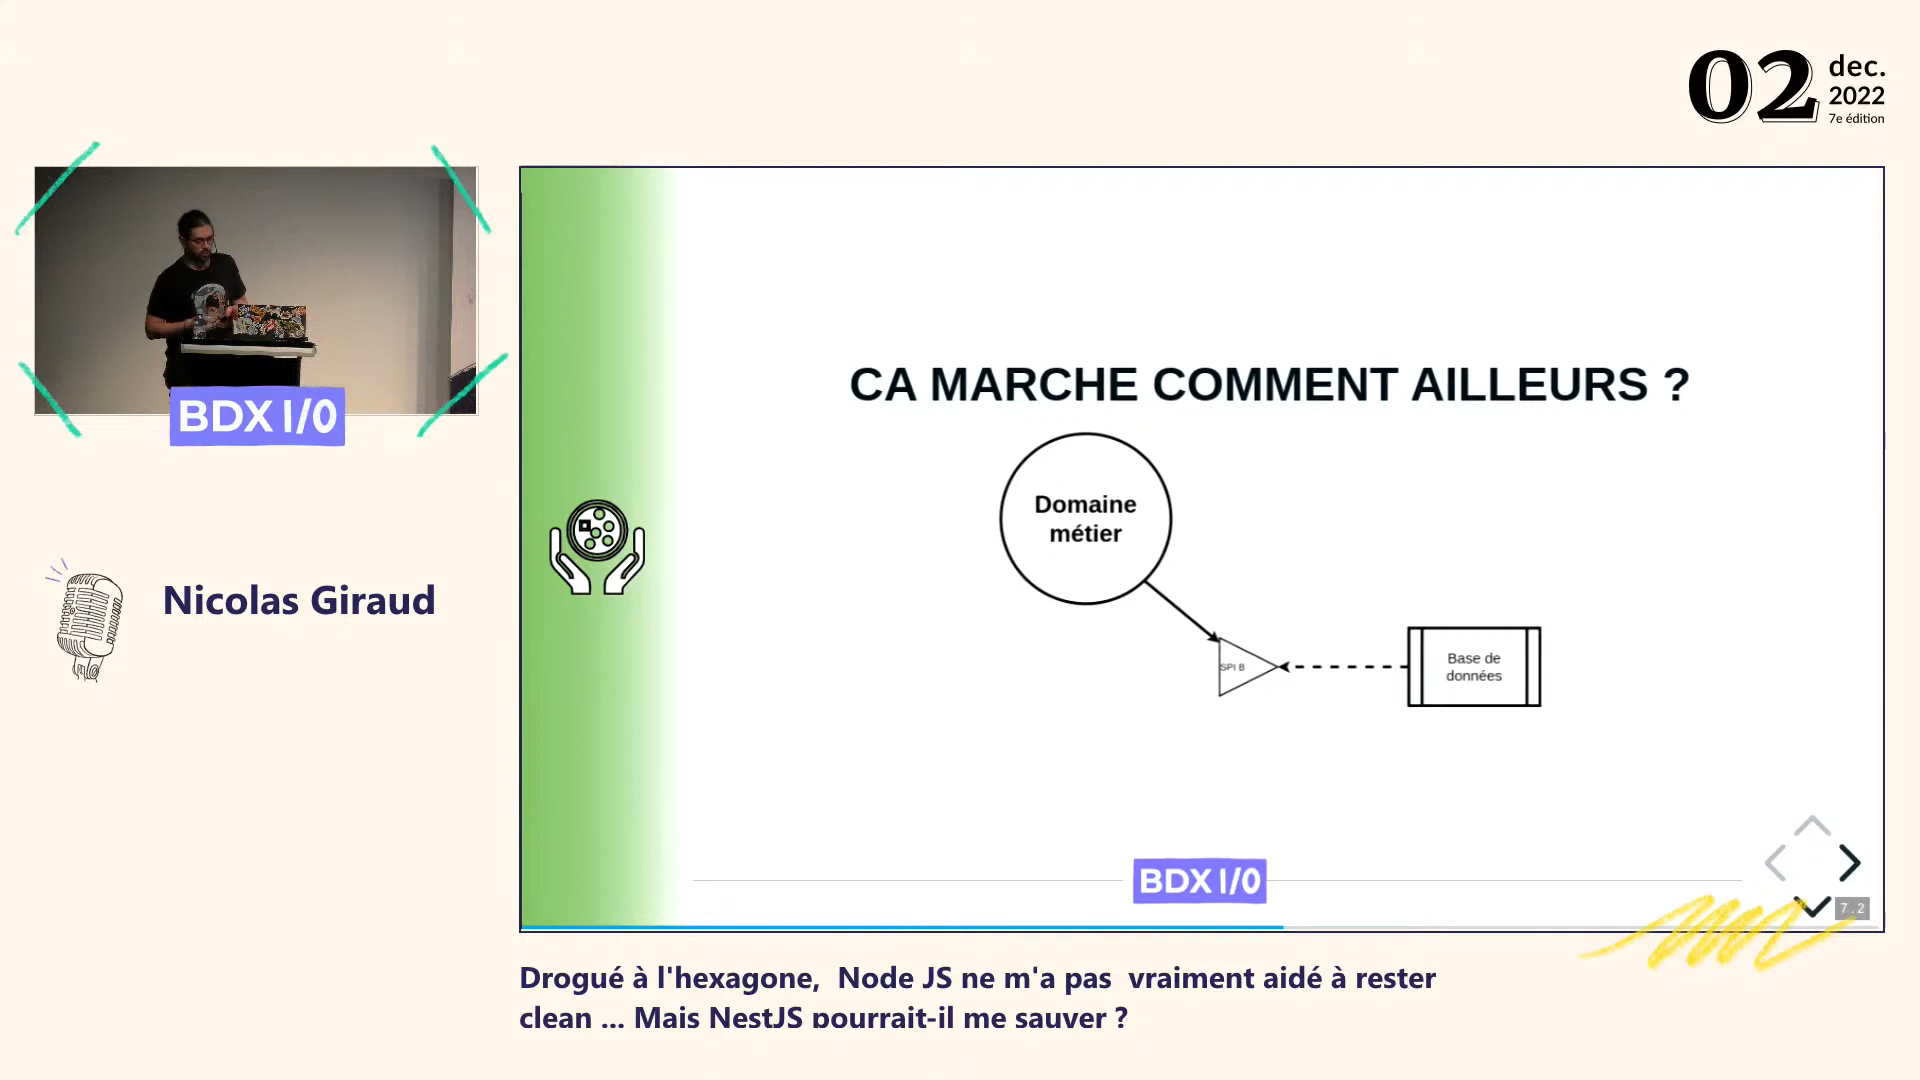 02
dec.
2022
7e édition
BDX I/O
Nicolas Giraud
CA MARCHE COMMENT AILLEURS ?
Domaine
métier
SPI B
Base de
données
BDX I/O
7.2
Drogué à l'hexagone, Node JS ne m'a pas vraiment aidé à rester
clean ... Mais NestJS pourrait-il me sauver ?